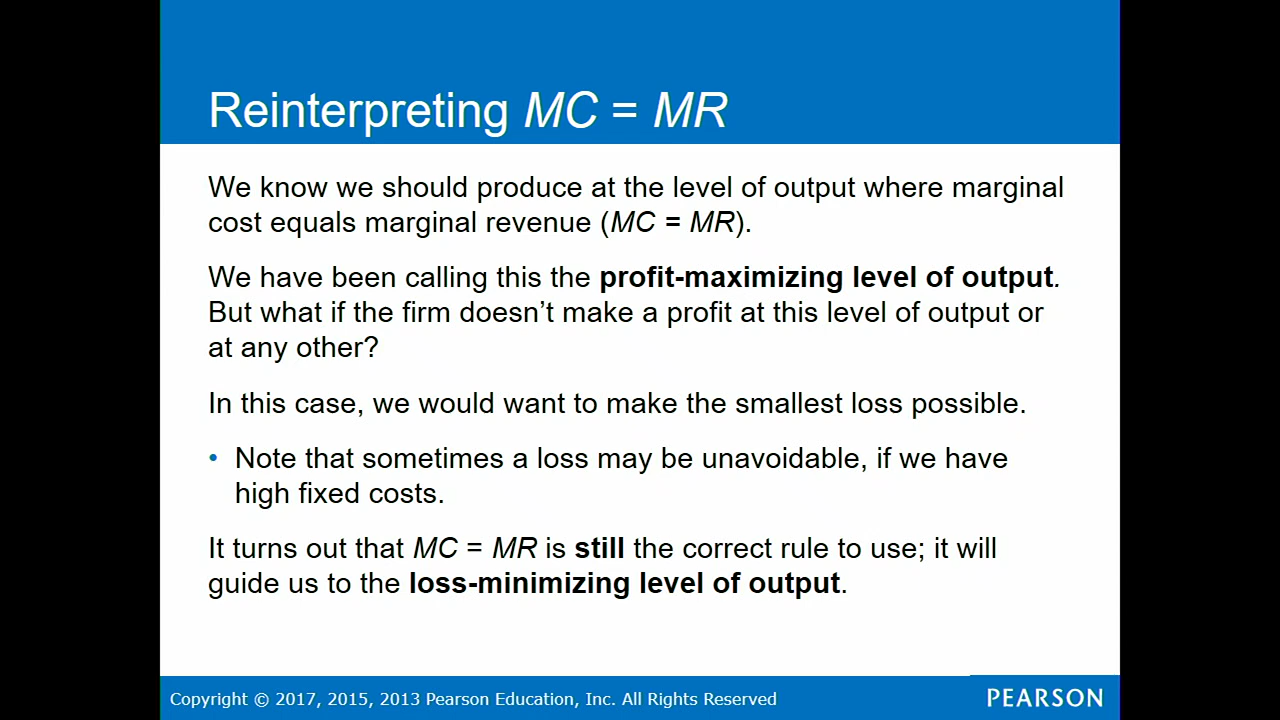 Reinterpreting MC = MR
We know we should produce at the level of output where marginal
cost equals marginal revenue (MC = MR).
We have been calling this the profit-maximizing level of output.
But what if the firm doesn’t make a profit at this level of output or
at any other?
In this case, we would want to make the smallest loss possible.
• Note that sometimes a loss may be unavoidable, if we have
high fixed costs.
It turns out that MC = MR is still the correct rule to use; it will
guide us to the loss-minimizing level of output.
Copyright © 2017, 2015, 2013 Pearson Education, Inc. All Rights Reserved
PEARSON